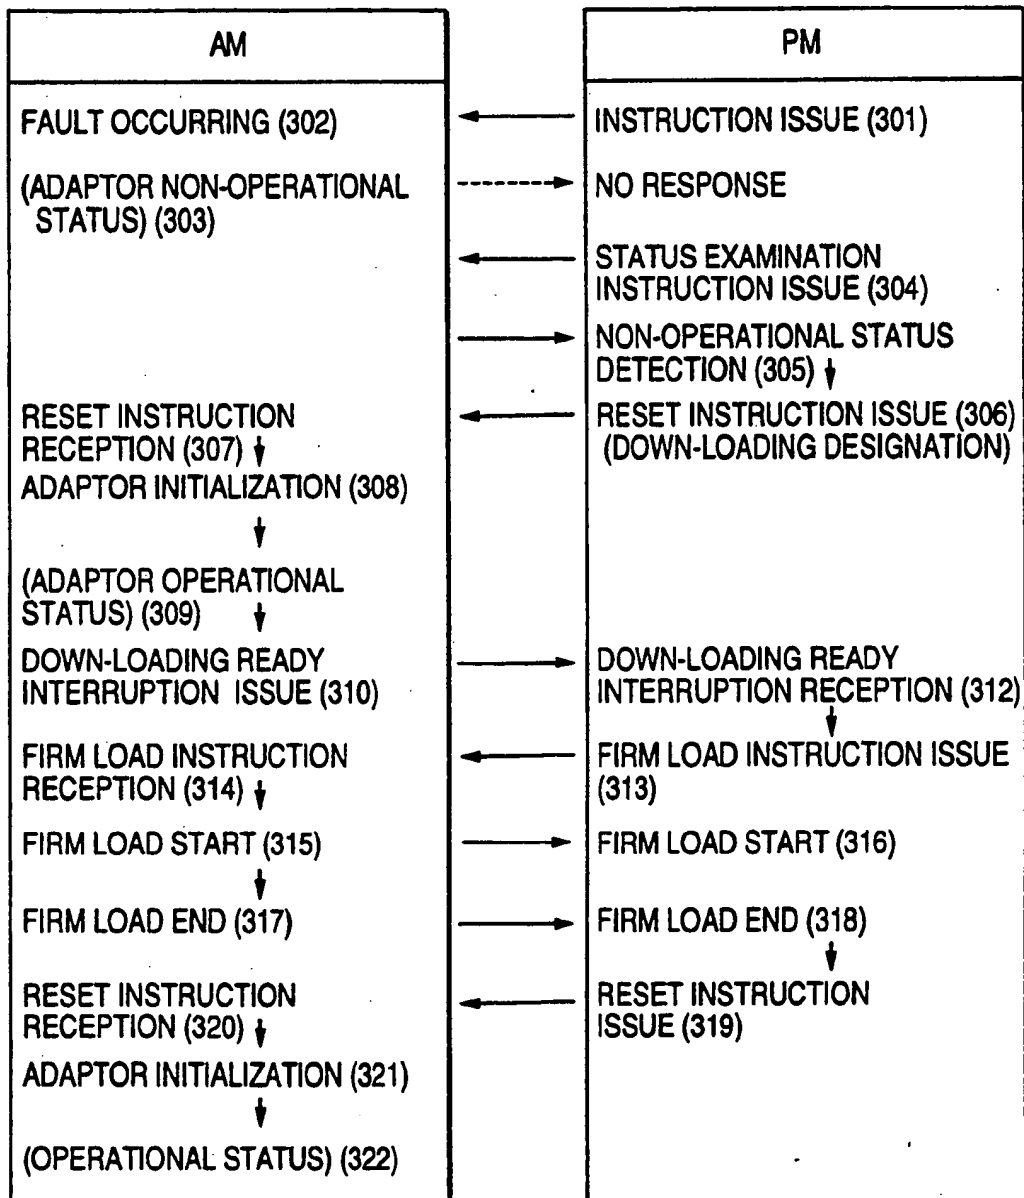 AM
PM
FAULT OCCURRING (302)
INSTRUCTION ISSUE (301)
(ADAPTOR NON-OPERATIONAL
STATUS) (303)
NO RESPONSE
STATUS EXAMINATION
INSTRUCTION ISSUE (304)
NON-OPERATIONAL STATUS
DETECTION (305)
RESET INSTRUCTION
RECEPTION (307)
RESET INSTRUCTION ISSUE (306)
(DOWN-LOADING DESIGNATION)
ADAPTOR INITIALIZATION (308)
(ADAPTOR OPERATIONAL
STATUS) (309)
DOWN-LOADING READY
INTERRUPTION ISSUE (310)
DOWN-LOADING READY
INTERRUPTION RECEPTION (312)
FIRM LOAD INSTRUCTION
RECEPTION (314)
FIRM LOAD INSTRUCTION ISSUE
(313)
FIRM LOAD START (315)
FIRM LOAD START (316)
FIRM LOAD END (317)
FIRM LOAD END (318)
RESET INSTRUCTION
RECEPTION (320)
RESET INSTRUCTION
ISSUE (319)
ADAPTOR INITIALIZATION (321)
(OPERATIONAL STATUS) (322)